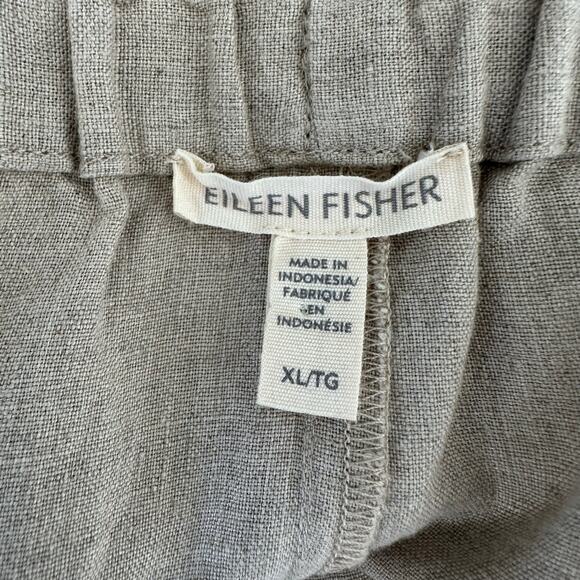 EILEEN FISHER
MADE IN
INDONESIA/
FABRIQUÉ
EN
INDONÉSIE
XL/TG